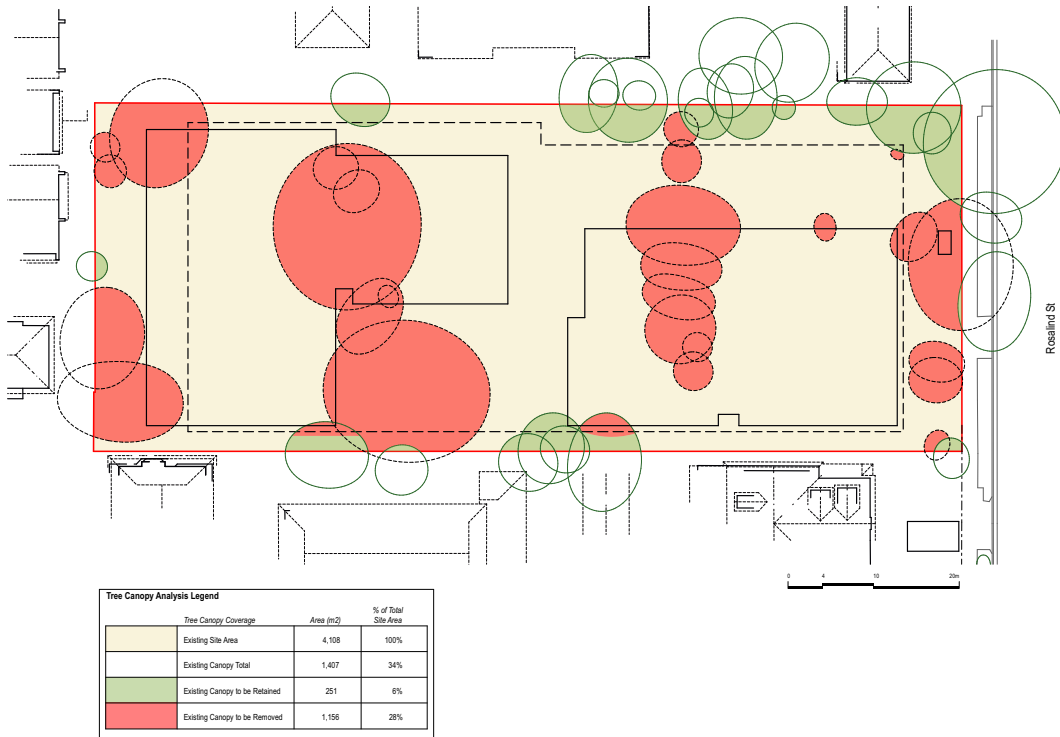 Rosalind St
0 4 10 20m
Tree Canopy Analysis Legend
Tree Canopy Coverage Area (m2) % of Total Site Area
Existing Site Area 4,108 100%
Existing Canopy Total 1,407 34%
Existing Canopy to be Retained 251 6%
Existing Canopy to be Removed 1,156 28%